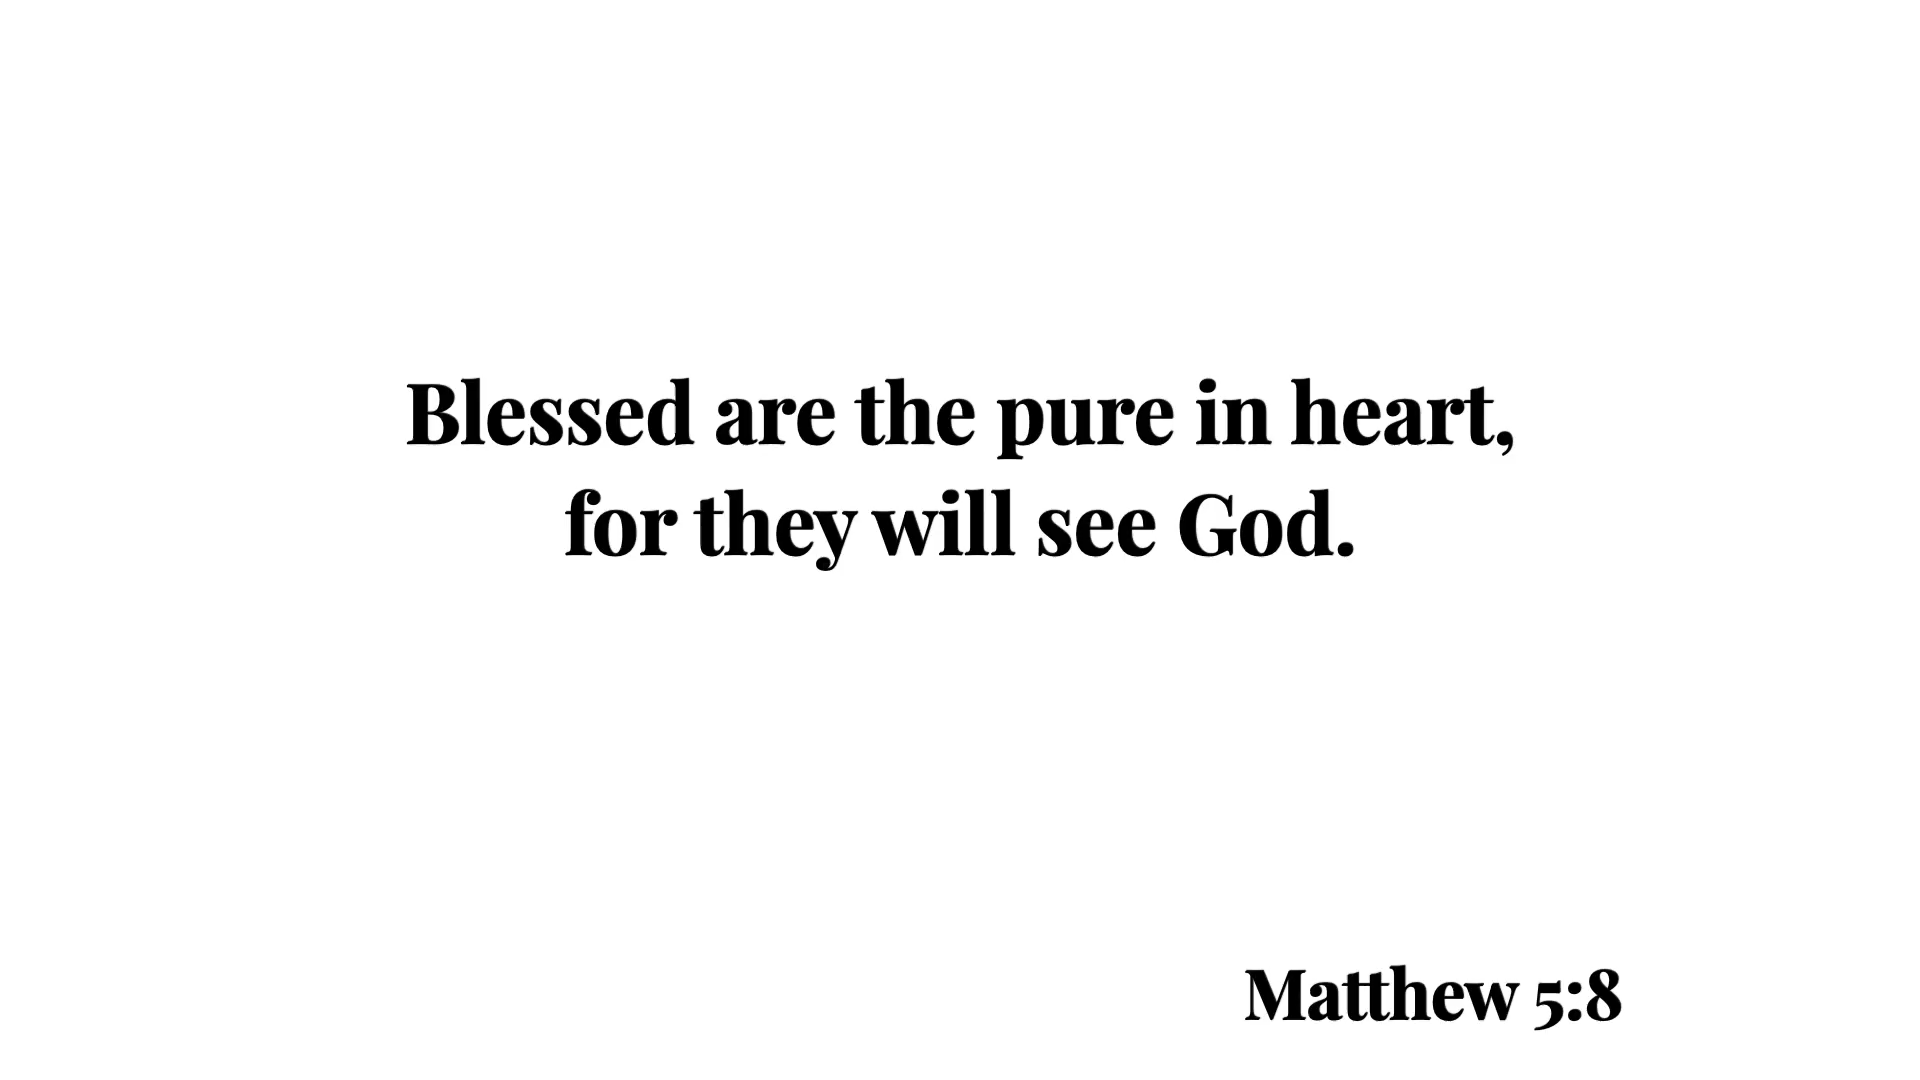 Blessed are the pure in heart,
for they will see God.
Matthew 5:8